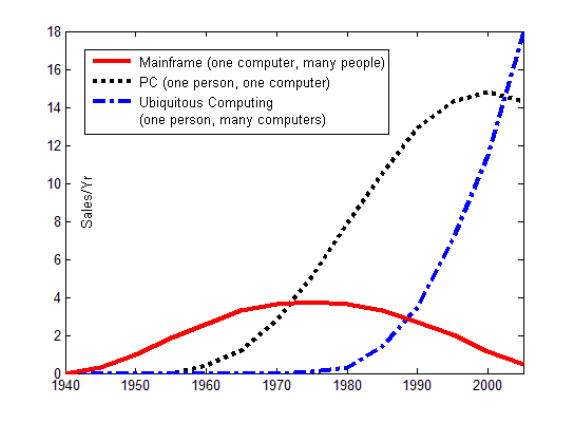 18
16
14
12
10
8
6
4
2
0
Sales/Yr
Mainframe (one computer, many people)
PC (one person, one computer)
Ubiquitous Computing
(one person, many computers)
1940 1950 1960 1970 1980 1990 2000